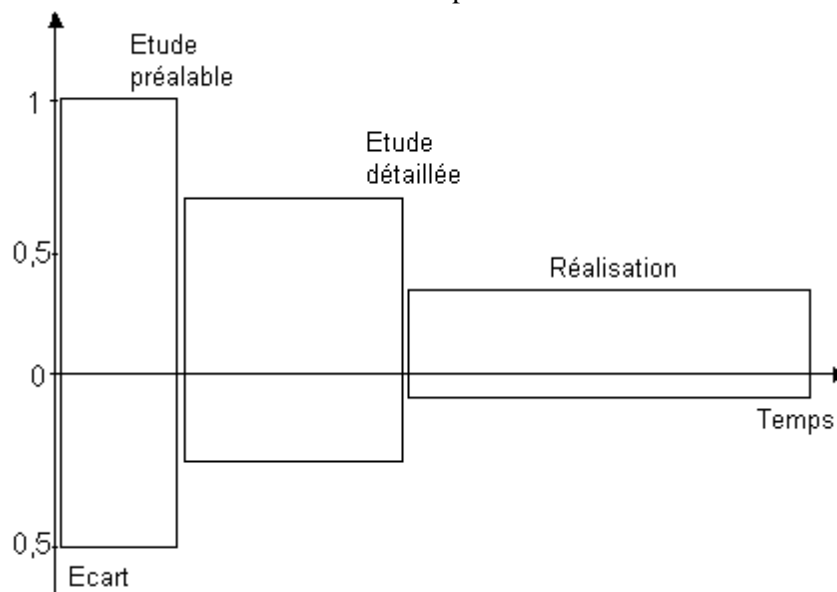 Etude
préalable
1
Etude
détaillée
0,5
Réalisation
0
Temps
0,5
Ecart